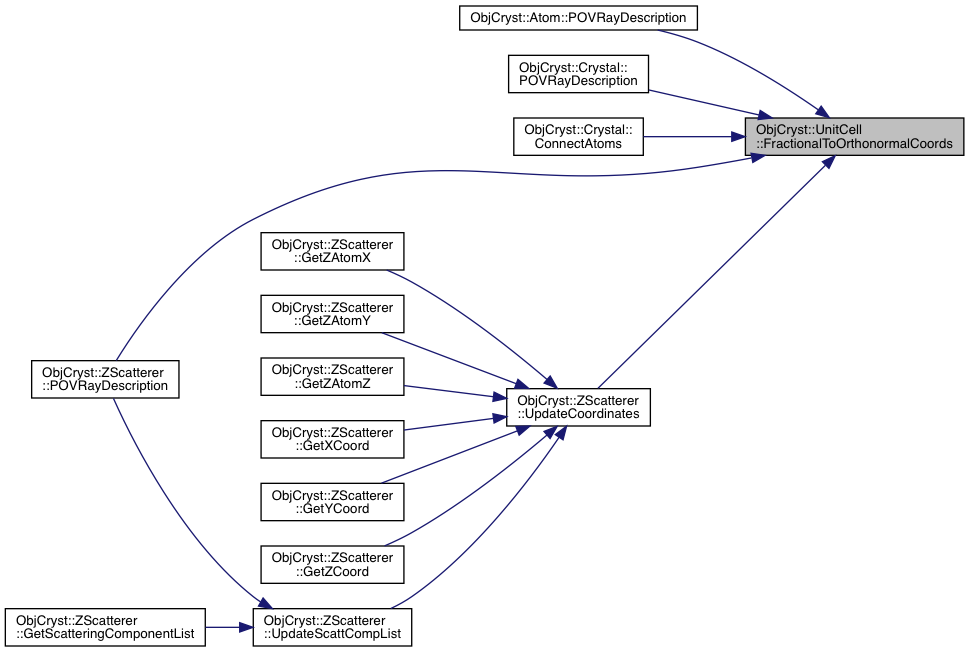 ObjCryst::Atom::POVRayDescription
ObjCryst::Crystal::
POVRayDescription
ObjCryst::Crystal::
ConnectAtoms
ObjCryst::UnitCell
::FractionalToOrthonormalCoords
ObjCryst::ZScatterer
::GetZAtomX
ObjCryst::ZScatterer
::GetZAtomY
ObjCryst::ZScatterer
::GetZAtomZ
ObjCryst::ZScatterer
::POVRayDescription
ObjCryst::ZScatterer
::UpdateCoordinates
ObjCryst::ZScatterer
::GetXCoord
ObjCryst::ZScatterer
::GetYCoord
ObjCryst::ZScatterer
::GetZCoord
ObjCryst::ZScatterer
::GetScatteringComponentList
ObjCryst::ZScatterer
::UpdateScattCompList